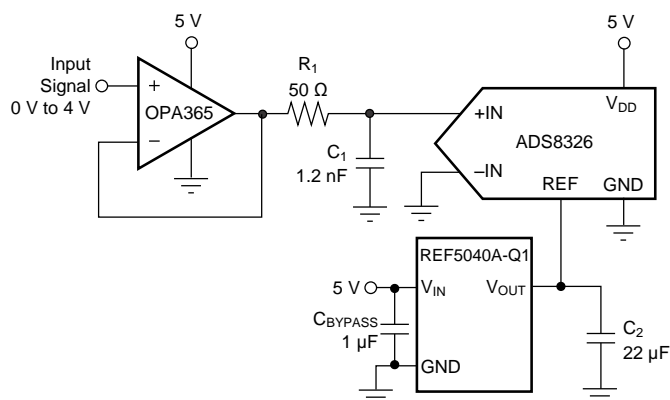 5 V
5 V
Input
Signal
0 V to 4 V
+
OPA365
−
R1
50 Ω
C1
1.2 nF
+IN
−IN
VDD
ADS8326
REF
GND
REF5040A-Q1
5 V
VIN
VOUT
CBYPASS
1 µF
GND
C2
22 µF